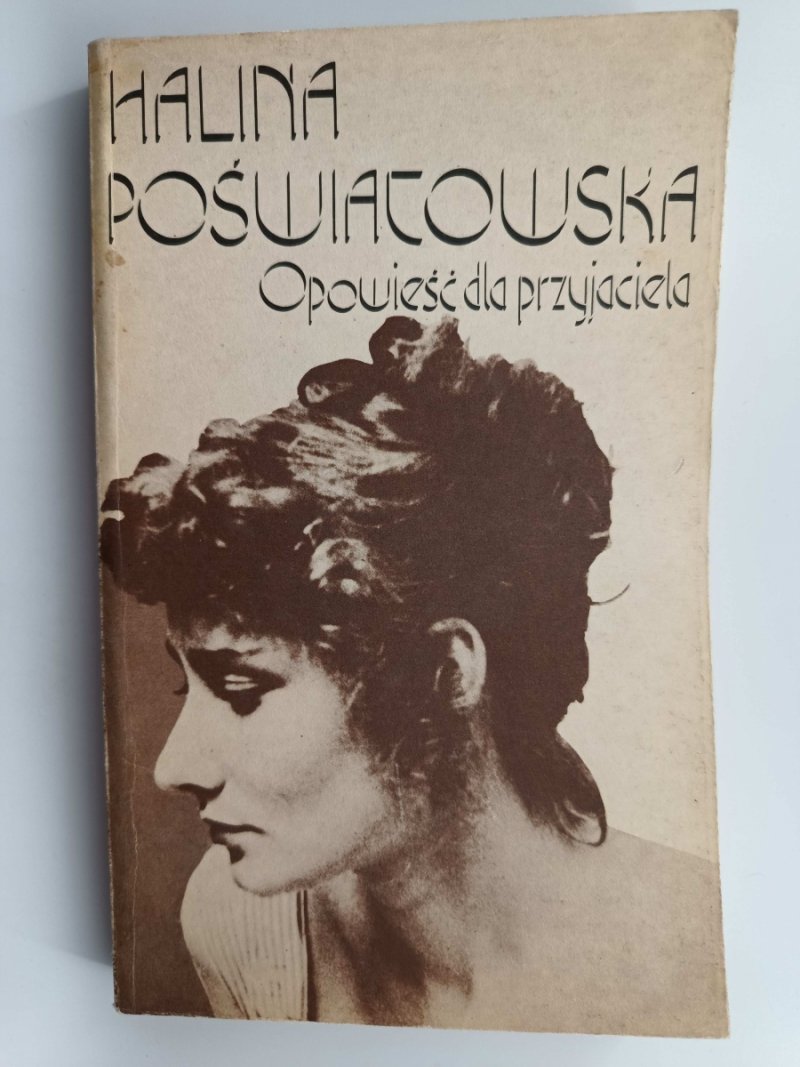 HALINA
POŚWIATOWSKA
Opowieść dla przyjaciela